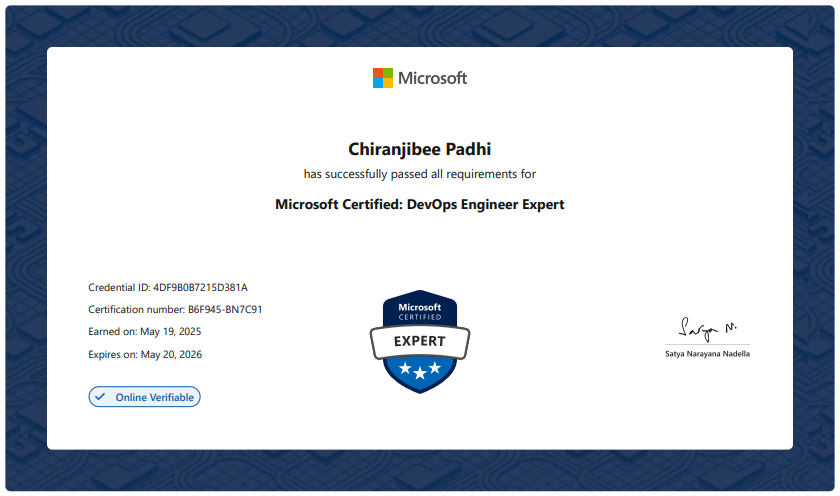 Microsoft
Chiranjibee Padhi
has successfully passed all requirements for
Microsoft Certified: DevOps Engineer Expert
Credential ID: 4DF9B0B7215D381A
Certification number: B6F945-BN7C91
Earned on: May 19, 2025
Expires on: May 20, 2026
Online Verifiable
Microsoft
CERTIFIED
EXPERT
Satya N.
Satya Narayana Nadella